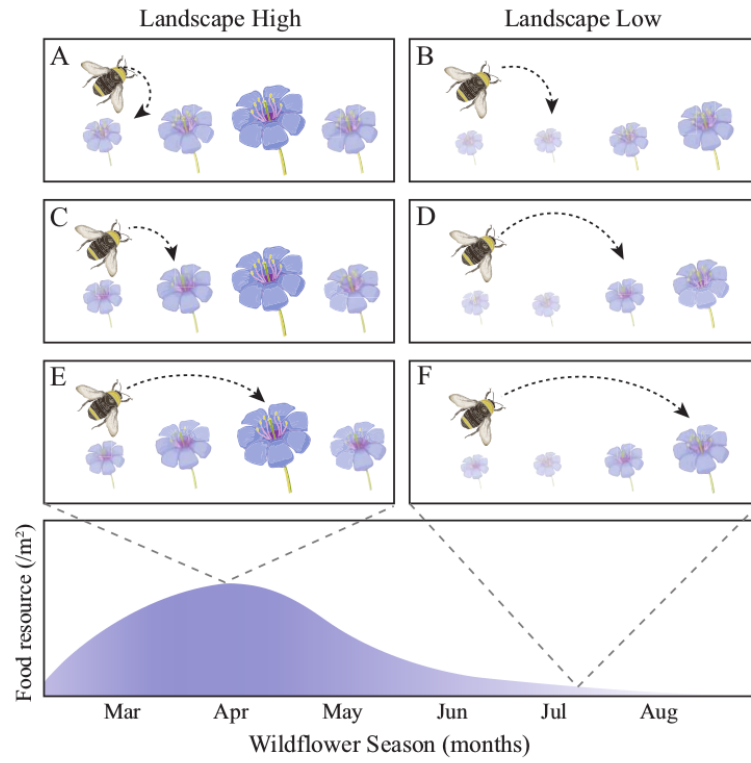 Landscape High
Landscape Low
A
B
C
D
E
F
Food resource (/m²)
Mar Apr May Jun Jul Aug
Wildflower Season (months)